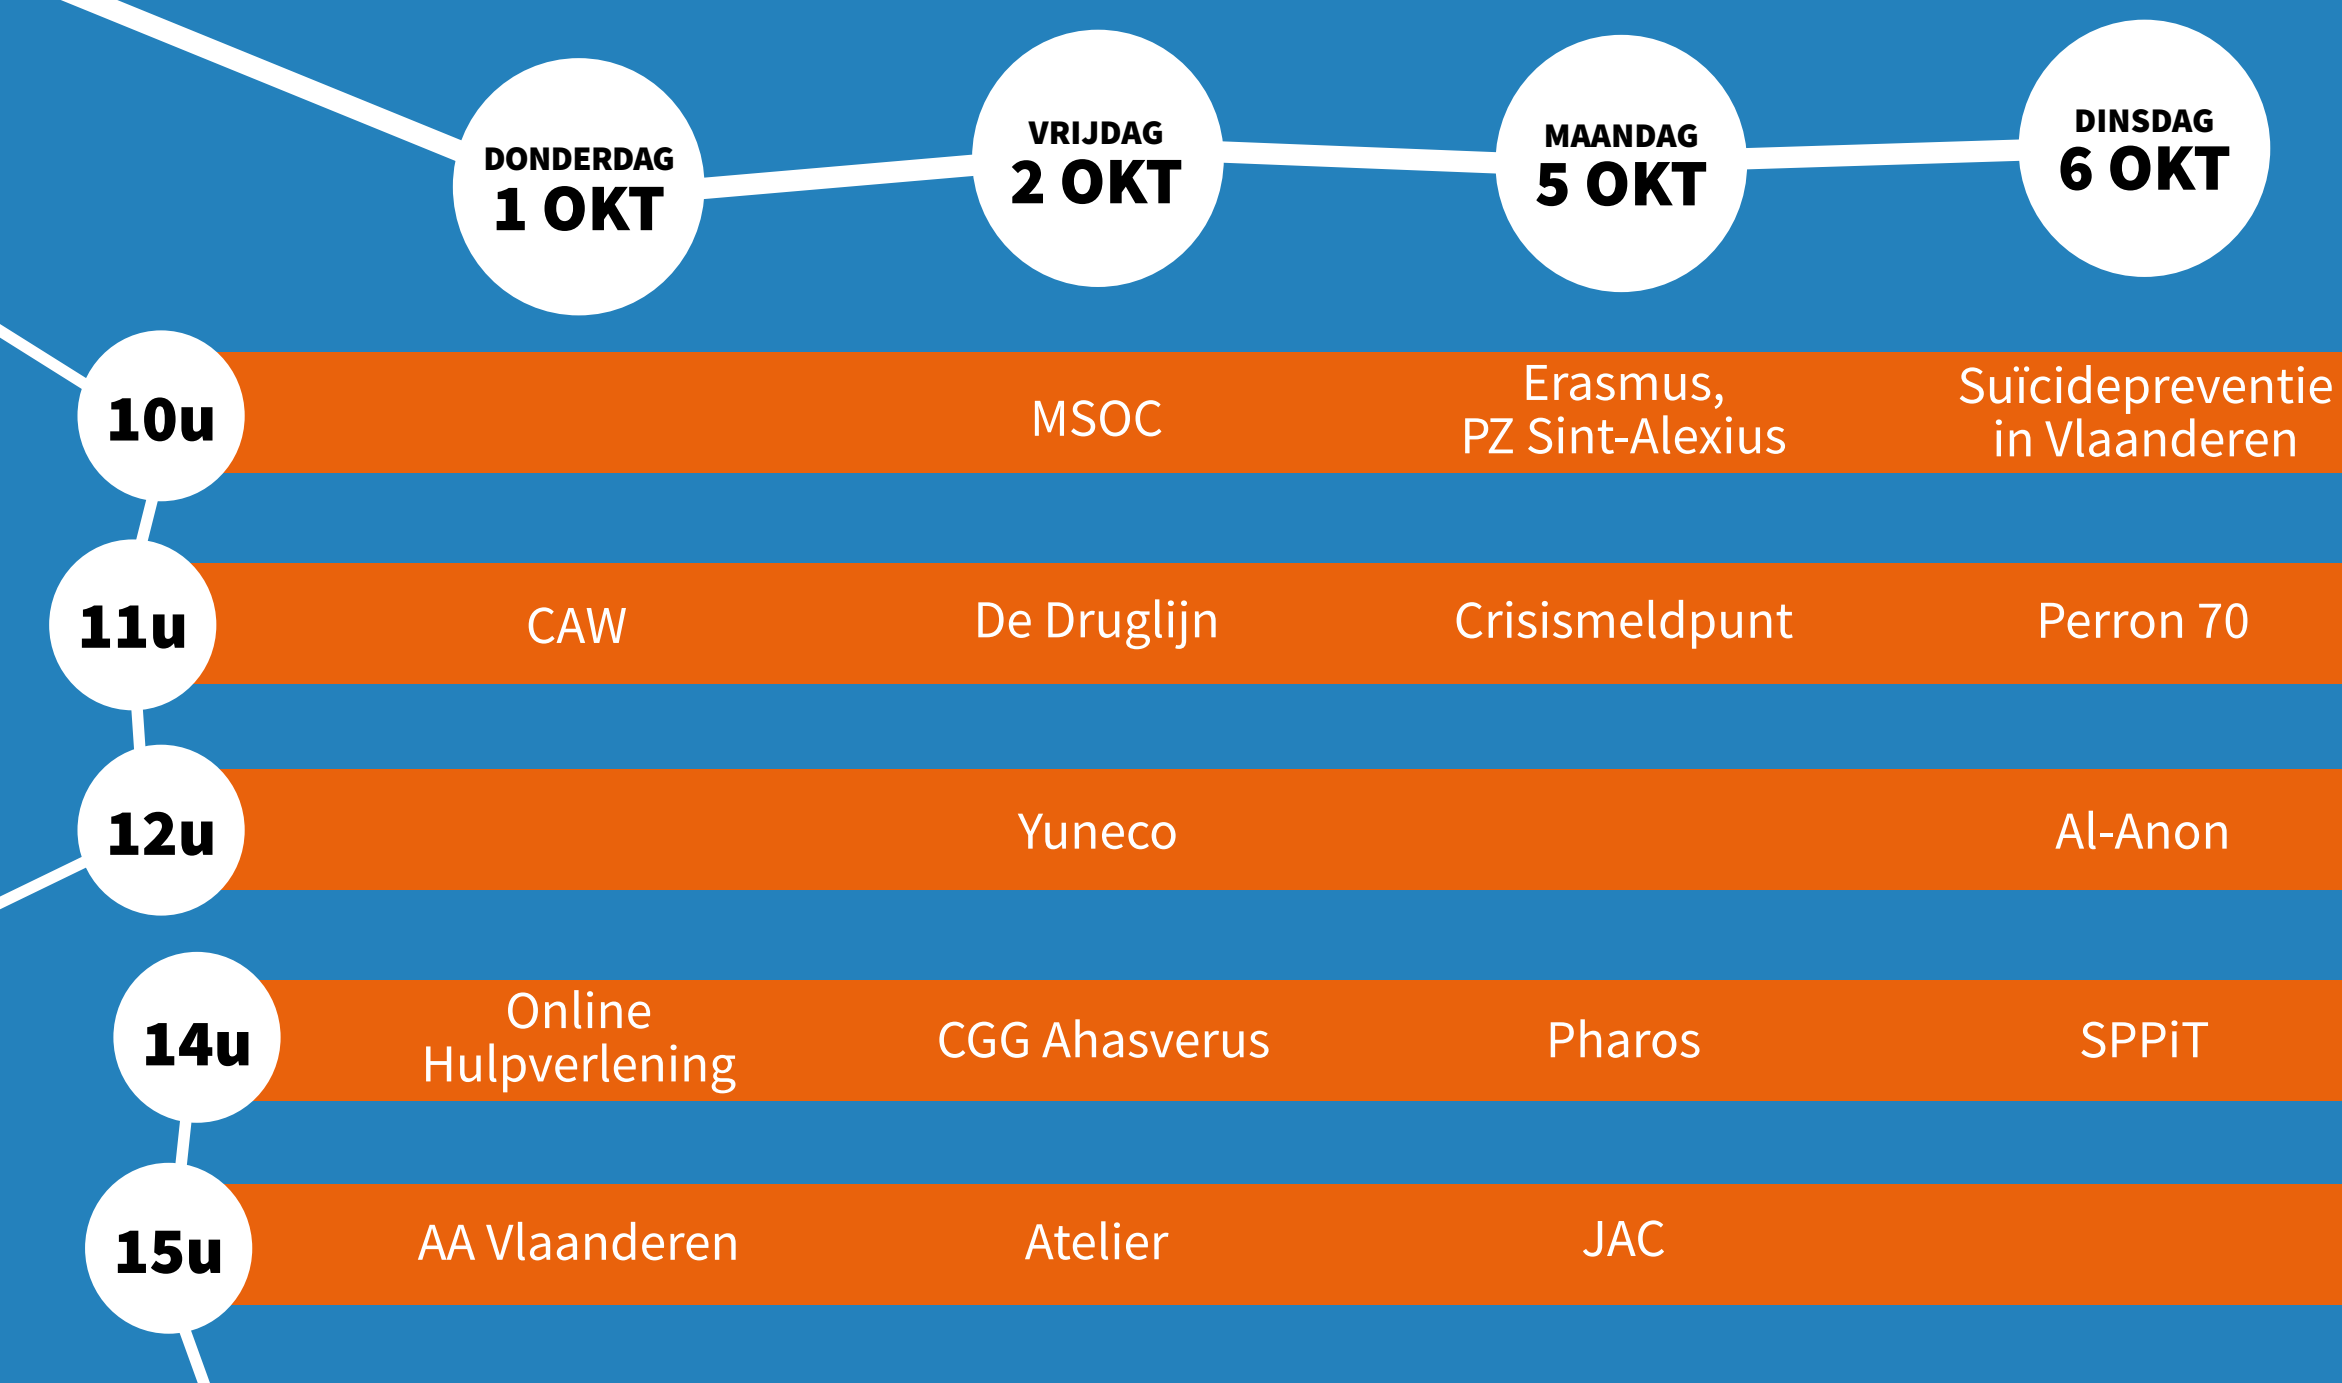 DONDERDAG
1 OKT
VRIJDAG
2 OKT
MAANDAG
5 OKT
DINSDAG
6 OKT
10u
MSOC
Erasmus,
PZ Sint-Alexius
Suïcidepreventie
in Vlaanderen
11u
CAW
De Druglijn
Crisismeldpunt
Perron 70
12u
Yuneco
Al-Anon
14u
Online
Hulpverlening
CGG Ahasverus
Pharos
SPPiT
15u
AA Vlaanderen
Atelier
JAC